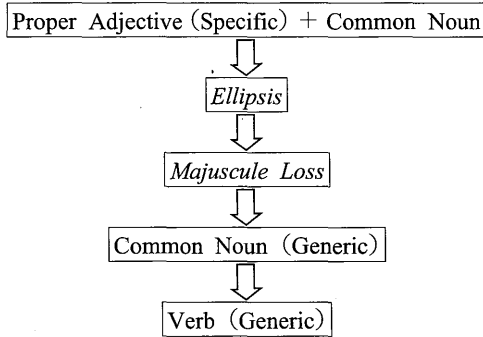 Proper Adjective (Specific) + Common Noun
Ellipsis
Majuscule Loss
Common Noun (Generic)
Verb (Generic)